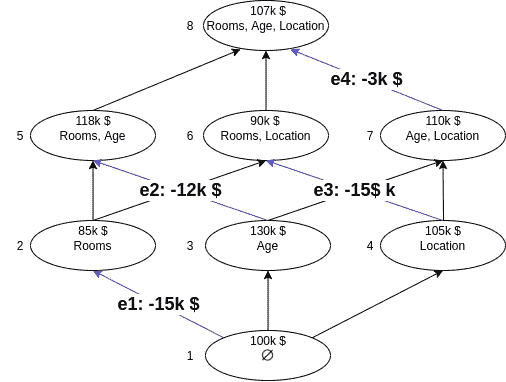 107k $
8 Rooms, Age, Location
e4: -3k $
118k $
5 Rooms, Age
90k $
6 Rooms, Location
110k $
7 Age, Location
e2: -12k $
e3: -15$ k
85k $
2 Rooms
130k $
3 Age
105k $
4 Location
e1: -15k $
100k $
1 ∅